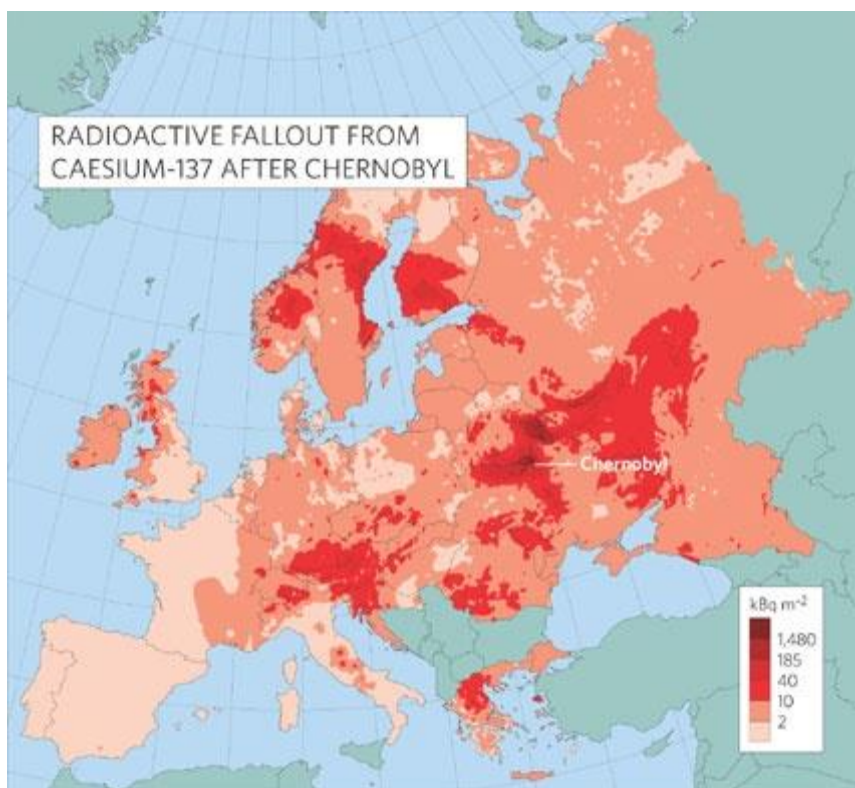 RADIOACTIVE FALLOUT FROM
CAESIUM-137 AFTER CHERNOBYL
Chernobyl
kBq m⁻²
1,480
185
40
10
2